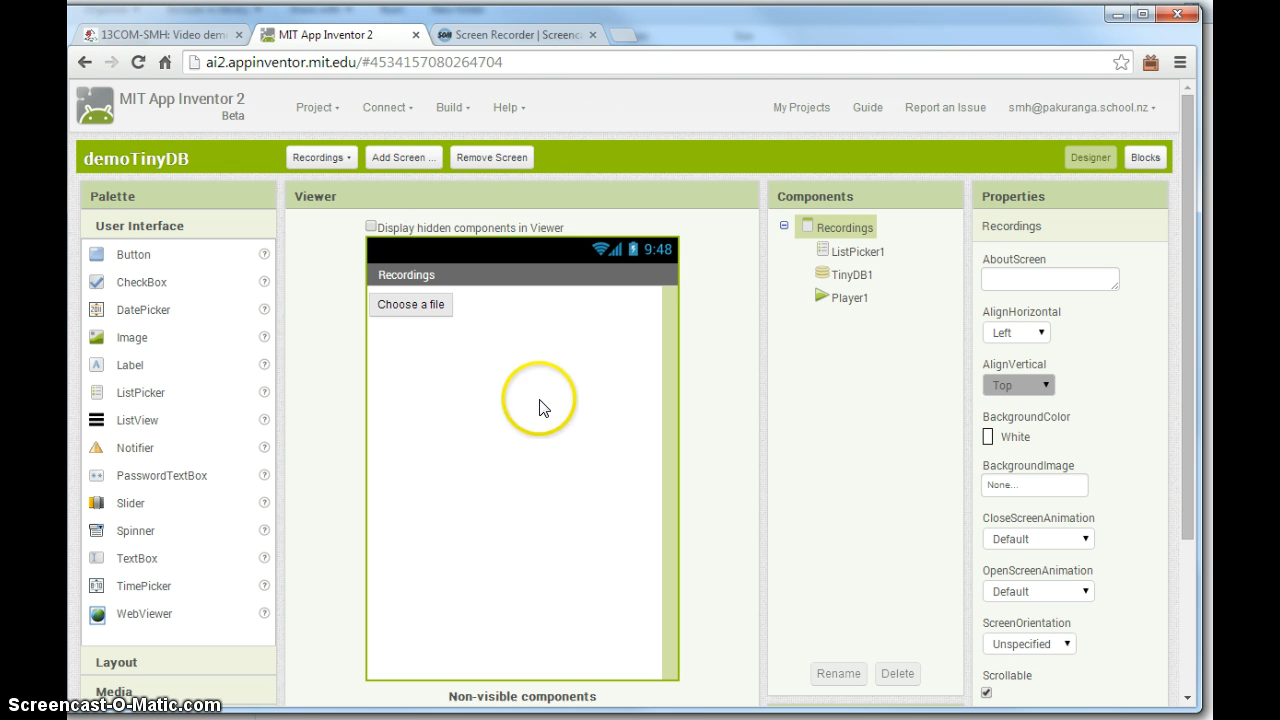 13COM-SMH: Video dem
MIT App Inventor 2
Screen Recorder | Screenc
ai2.appinventor.mit.edu/#4534157080264704
MIT App Inventor 2
Beta
Project
Connect
Build
Help
My Projects
Guide
Report an Issue
smh@pakuranga.school.nz
demoTinyDB
Recordings
Add Screen ...
Remove Screen
Designer
Blocks
Palette
User Interface
Button
CheckBox
DatePicker
Image
Label
ListPicker
ListView
Notifier
PasswordTextBox
Slider
Spinner
TextBox
TimePicker
WebViewer
Layout
Media
Viewer
Display hidden components in Viewer
9:48
Recordings
Choose a file
Non-visible components
Components
Recordings
ListPicker1
TinyDB1
Player1
Rename
Delete
Properties
Recordings
AboutScreen
AlignHorizontal
Left
AlignVertical
Top
BackgroundColor
White
BackgroundImage
None...
CloseScreenAnimation
Default
OpenScreenAnimation
Default
ScreenOrientation
Unspecified
Scrollable
Screencast-O-Matic.com